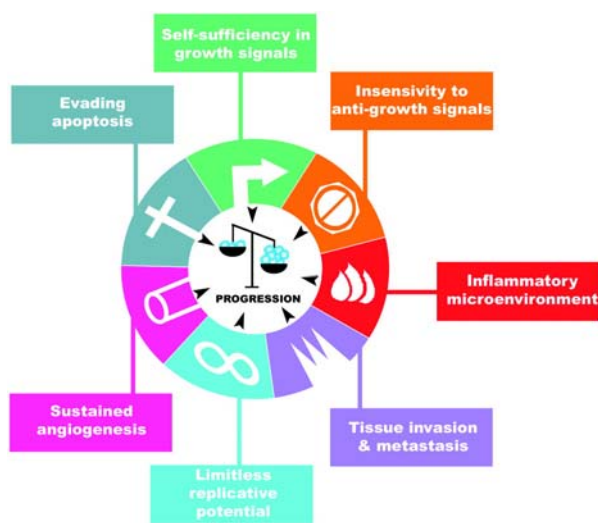 Self-sufficiency in
growth signals
Evading
apoptosis
Insensivity to
anti-growth signals
PROGRESSION
Inflammatory
microenvironment
Sustained
angiogenesis
Tissue invasion
& metastasis
Limitless
replicative
potential